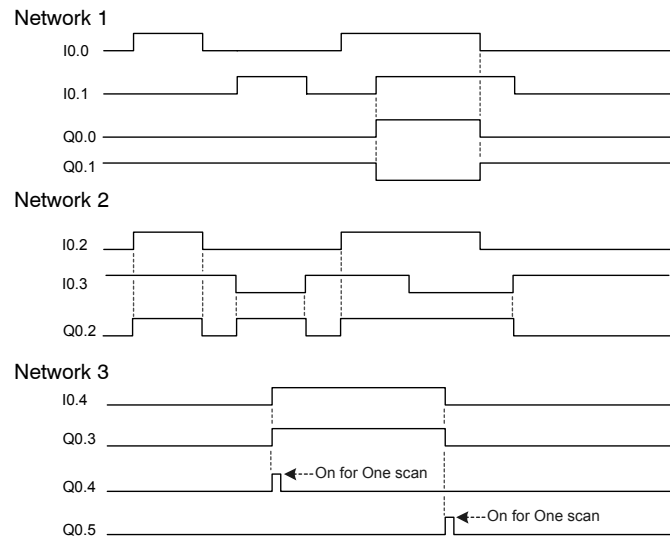 Network 1
I0.0
I0.1
Q0.0
Q0.1
Network 2
I0.2
I0.3
Q0.2
Network 3
I0.4
Q0.3
Q0.4
On for One scan
Q0.5
On for One scan